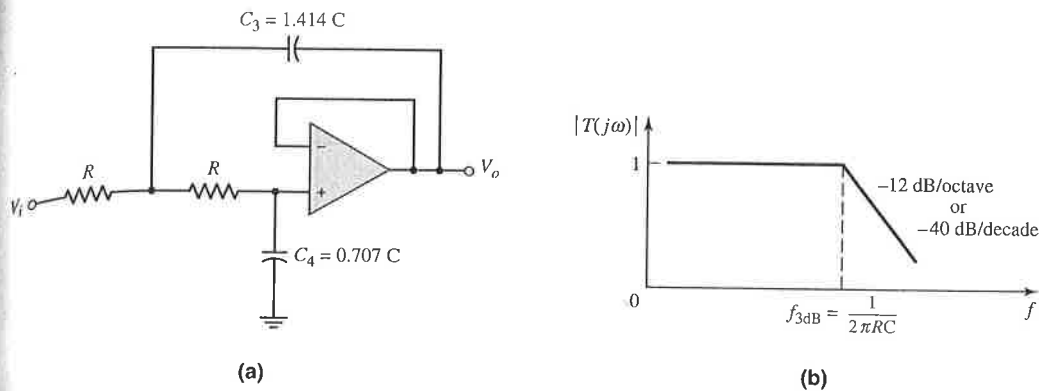 C₃ = 1.414 C
R
R
Vᵢ
−
+
Vₒ
C₄ = 0.707 C
(a)
|T(jω)|
1
−12 dB/octave
or
−40 dB/decade
0
f₃dB = 1/2πRC
f
(b)